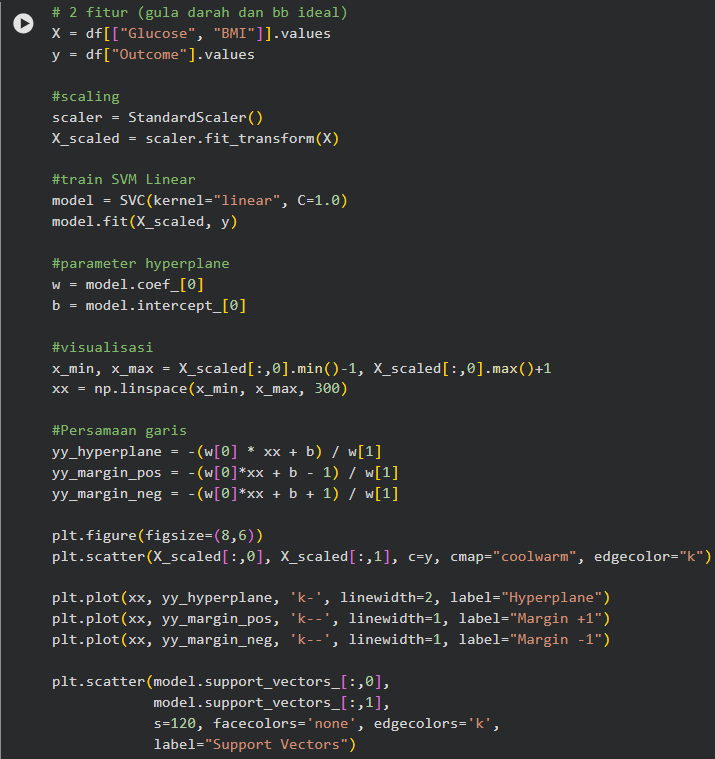 # 2 fitur (gula darah dan bb ideal)
X = df[["Glucose", "BMI"]].values
y = df["Outcome"].values
#scaling
scaler = StandardScaler()
X_scaled = scaler.fit_transform(X)
#train SVM Linear
model = SVC(kernel="linear", C=1.0)
model.fit(X_scaled, y)
#parameter hyperplane
w = model.coef_[0]
b = model.intercept_[0]
#visualisasi
x_min, x_max = X_scaled[:,0].min()-1, X_scaled[:,0].max()+1
xx = np.linspace(x_min, x_max, 300)
#Persamaan garis
yy_hyperplane = -(w[0] * xx + b) / w[1]
yy_margin_pos = -(w[0]*xx + b - 1) / w[1]
yy_margin_neg = -(w[0]*xx + b + 1) / w[1]
plt.figure(figsize=(8,6))
plt.scatter(X_scaled[:,0], X_scaled[:,1], c=y, cmap="coolwarm", edgecolor="k")
plt.plot(xx, yy_hyperplane, 'k-', linewidth=2, label="Hyperplane")
plt.plot(xx, yy_margin_pos, 'k--', linewidth=1, label="Margin +1")
plt.plot(xx, yy_margin_neg, 'k--', linewidth=1, label="Margin -1")
plt.scatter(model.support_vectors_[:,0],
            model.support_vectors_[:,1],
            s=120, facecolors='none', edgecolors='k',
            label="Support Vectors")